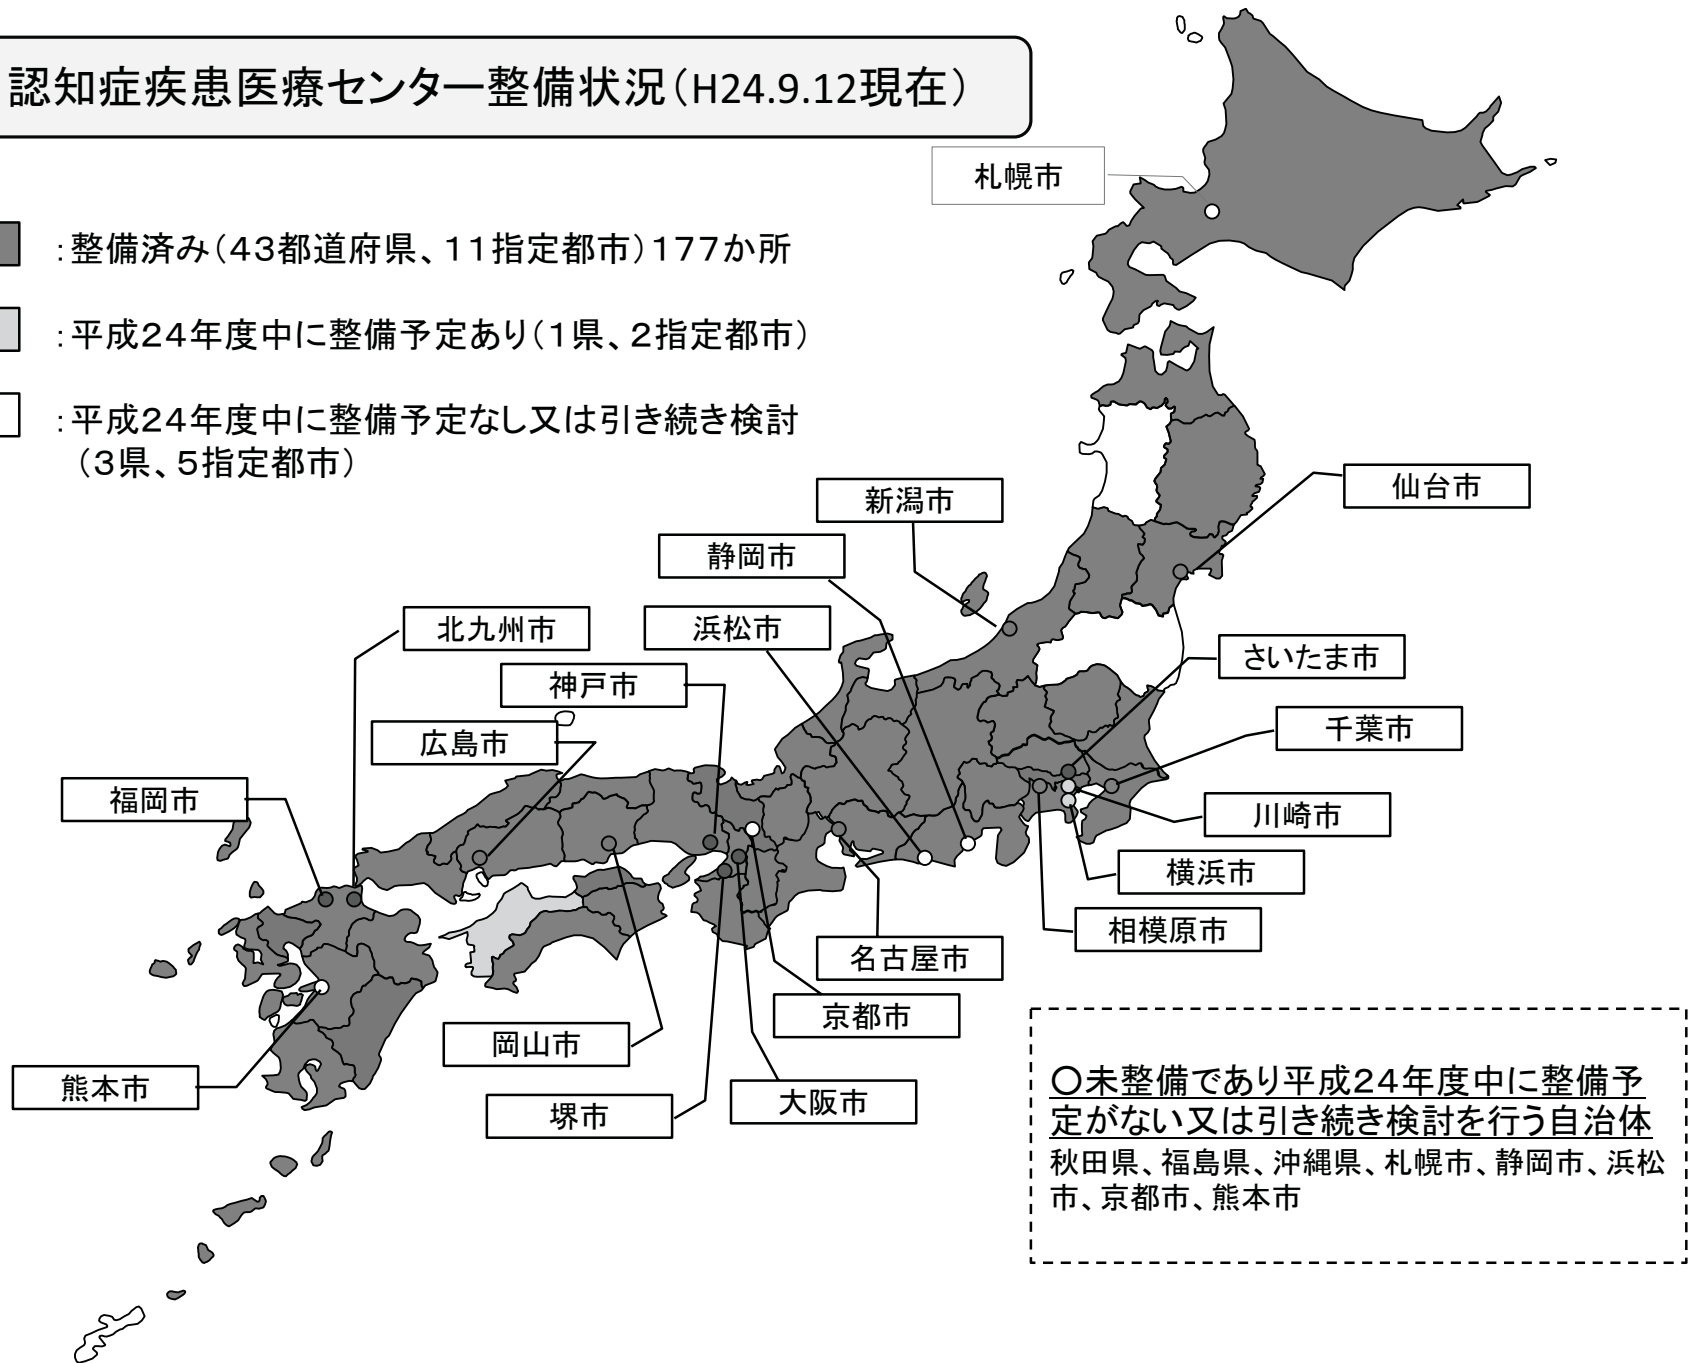 認知症疾患医療センター整備状況（H24.9.12現在）
札幌市
：整備済み（４３都道府県、１１指定都市）１７７か所
：平成２４年度中に整備予定あり（１県、２指定都市）
：平成２４年度中に整備予定なし又は引き続き検討
（３県、５指定都市）
仙台市
新潟市
静岡市
北九州市
浜松市
さいたま市
神戸市
千葉市
広島市
福岡市
川崎市
横浜市
相模原市
名古屋市
京都市
岡山市
熊本市
大阪市
堺市
○未整備であり平成２４年度中に整備予
定がない又は引き続き検討を行う自治体
秋田県、福島県、沖縄県、札幌市、静岡市、浜松
市、京都市、熊本市